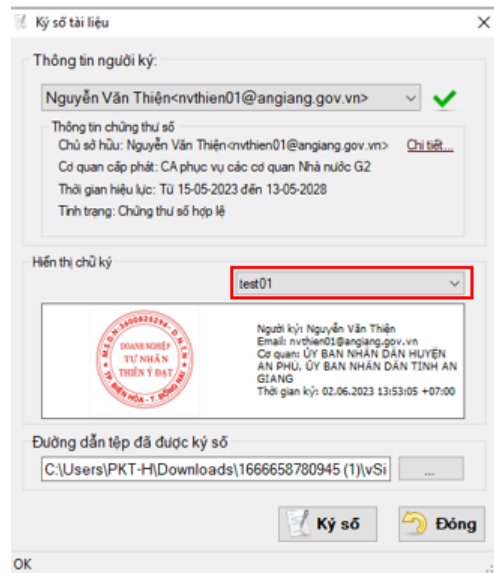 Ký số tài liệu
Thông tin người ký:
Nguyễn Văn Thiện<nvthien01@angiang.gov.vn>
Thông tin chứng thư số
Chủ sở hữu: Nguyễn Văn Thiện<nvthien01@angiang.gov.vn> Chi tiết...
Cơ quan cấp phát: CA phục vụ các cơ quan Nhà nước G2
Thời gian hiệu lực: Từ 15-05-2023 đến 13-05-2028
Tình trạng: Chứng thư số hợp lệ
Hiển thị chữ ký
test01
M.S.D.N:3600835294-D.N.T.N
DOANH NGHIỆP
TƯ NHÂN
THIÊN Ý ĐẠT
TP. BIÊN HÒA - T. ĐỒNG NAI
Người ký: Nguyễn Văn Thiện
Email: nvthien01@angiang.gov.vn
Cơ quan: ỦY BAN NHÂN DÂN HUYỆN
AN PHÚ, ỦY BAN NHÂN DÂN TỈNH AN
GIANG
Thời gian ký: 02.06.2023 13:53:05 +07:00
Đường dẫn tệp đã được ký số
C:\Users\PKT-H\Downloads\1666658780945 (1)\vSi
...
Ký số
Đóng
OK